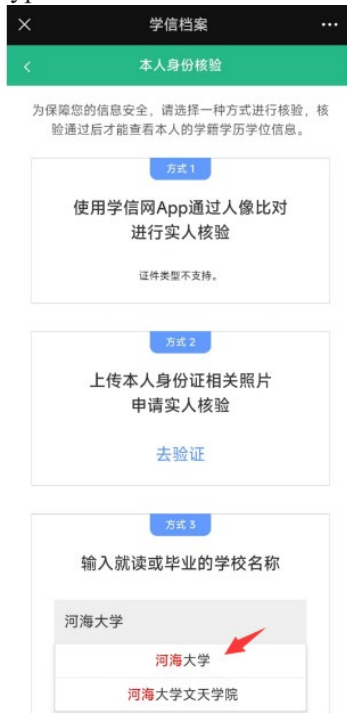 学信档案
本人身份核验
为保障您的信息安全，请选择一种方式进行核验，核
验通过后才能查看本人的学籍学历学位信息。
方式 1
使用学信网App通过人像比对
进行实人核验
证件类型不支持。
方式 2
上传本人身份证相关照片
申请实人核验
去验证
方式 3
输入就读或毕业的学校名称
河海大学
河海大学
河海大学文天学院